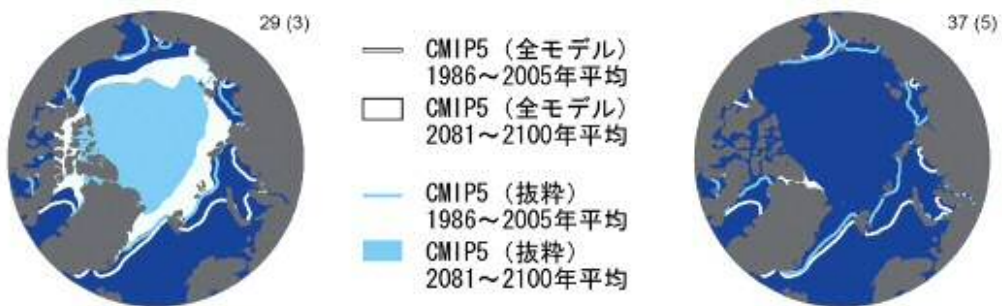 29 (3)
CMIP5 (全モデル)
1986～2005年平均
CMIP5 (全モデル)
2081～2100年平均
CMIP5 (抜粋)
1986～2005年平均
CMIP5 (抜粋)
2081～2100年平均
37 (5)